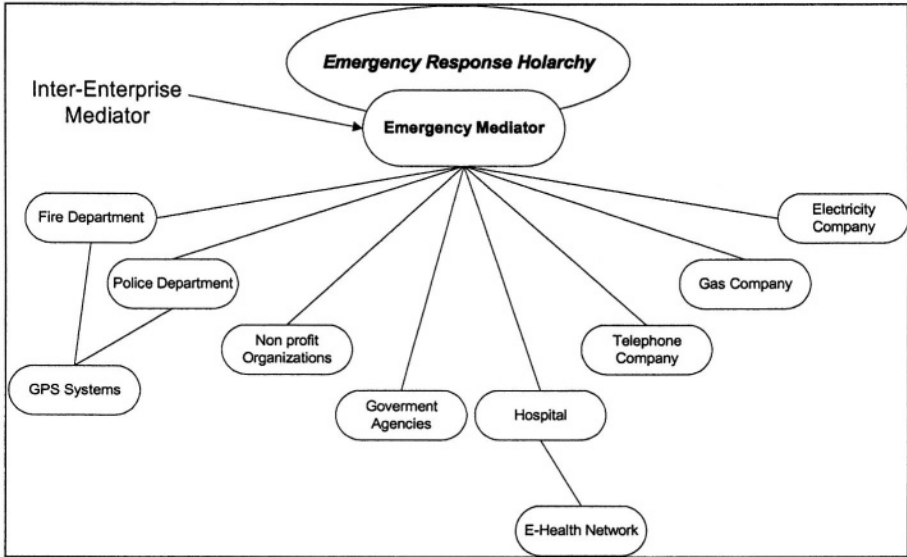 Emergency Response Holarchy
Inter-Enterprise
Mediator
Emergency Mediator
Fire Department
Electricity
Company
Police Department
Gas Company
Non profit
Organizations
Telephone
Company
GPS Systems
Goverment
Agencies
Hospital
E-Health Network